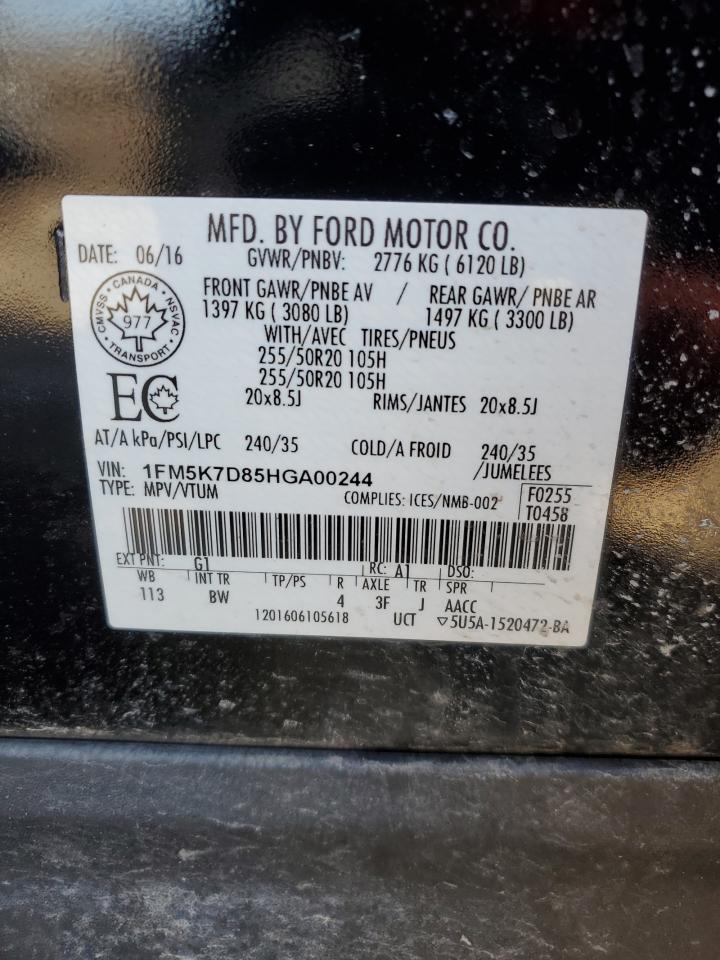 MFD. BY FORD MOTOR CO.
DATE: 06/16 GVWR/PNBV: 2776 KG ( 6120 LB)
FRONT GAWR/PNBE AV / REAR GAWR/ PNBE AR
1397 KG ( 3080 LB) 1497 KG ( 3300 LB)
WITH/AVEC TIRES/PNEUS
255/50R20 105H
255/50R20 105H
20x8.5J RIMS/JANTES 20x8.5J
CMVSS · CANADA · NSVAC · TRANSPORT ·
977
EC
AT/A kPa/PSI/LPC 240/35 COLD/A FROID 240/35
VIN: 1FM5K7D85HGA00244 /JUMELEES
TYPE: MPV/VTUM COMPLIES: ICES/NMB-002 F0255
T0458
EXT PNT: G1 RC: A1 DSO:
WB INT TR TP/PS R AXLE TR SPR
113 BW 4 3F J AACC
1201606105618 UCT ▽5U5A-1520472-BA